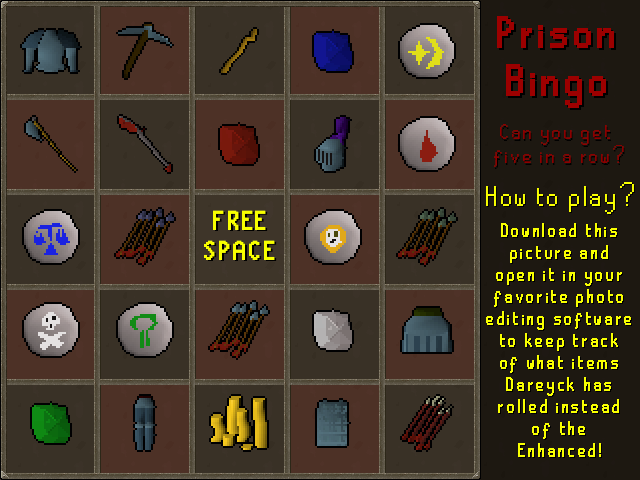 Prison
Bingo
Can you get
five in a row?
How to play?
Download this
picture and
open it in your
favorite photo
editing software
to keep track
of what items
Dareyck has
rolled instead
of the
Enhanced!
FREE
SPACE